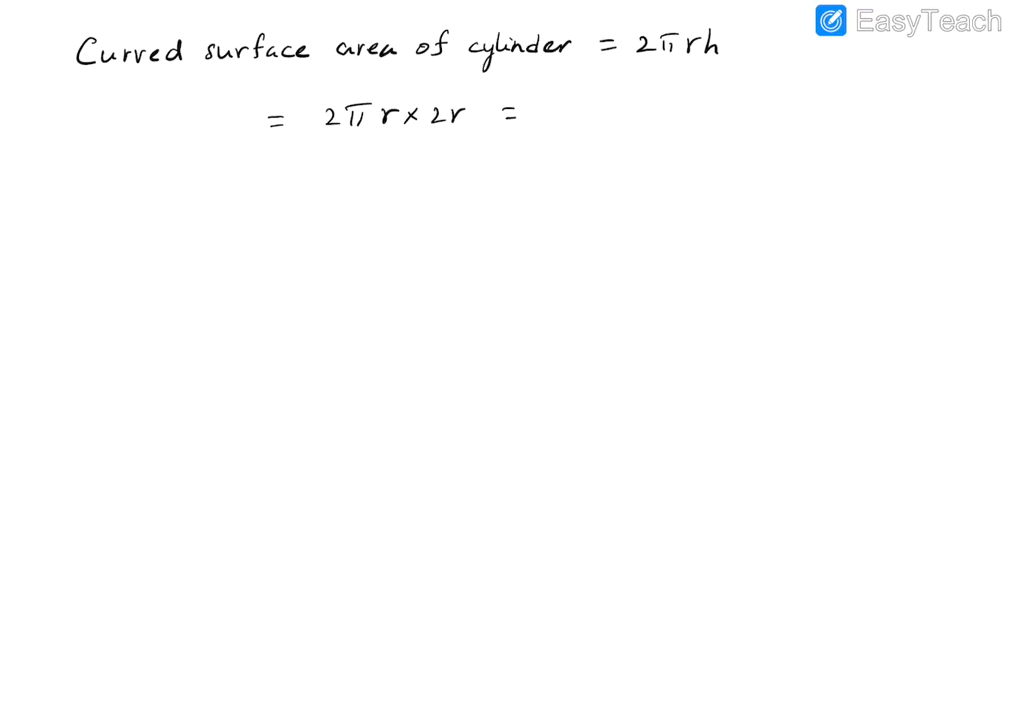 EasyTeach
Curved surface area of cylinder = 2πrh
= 2πr × 2r =